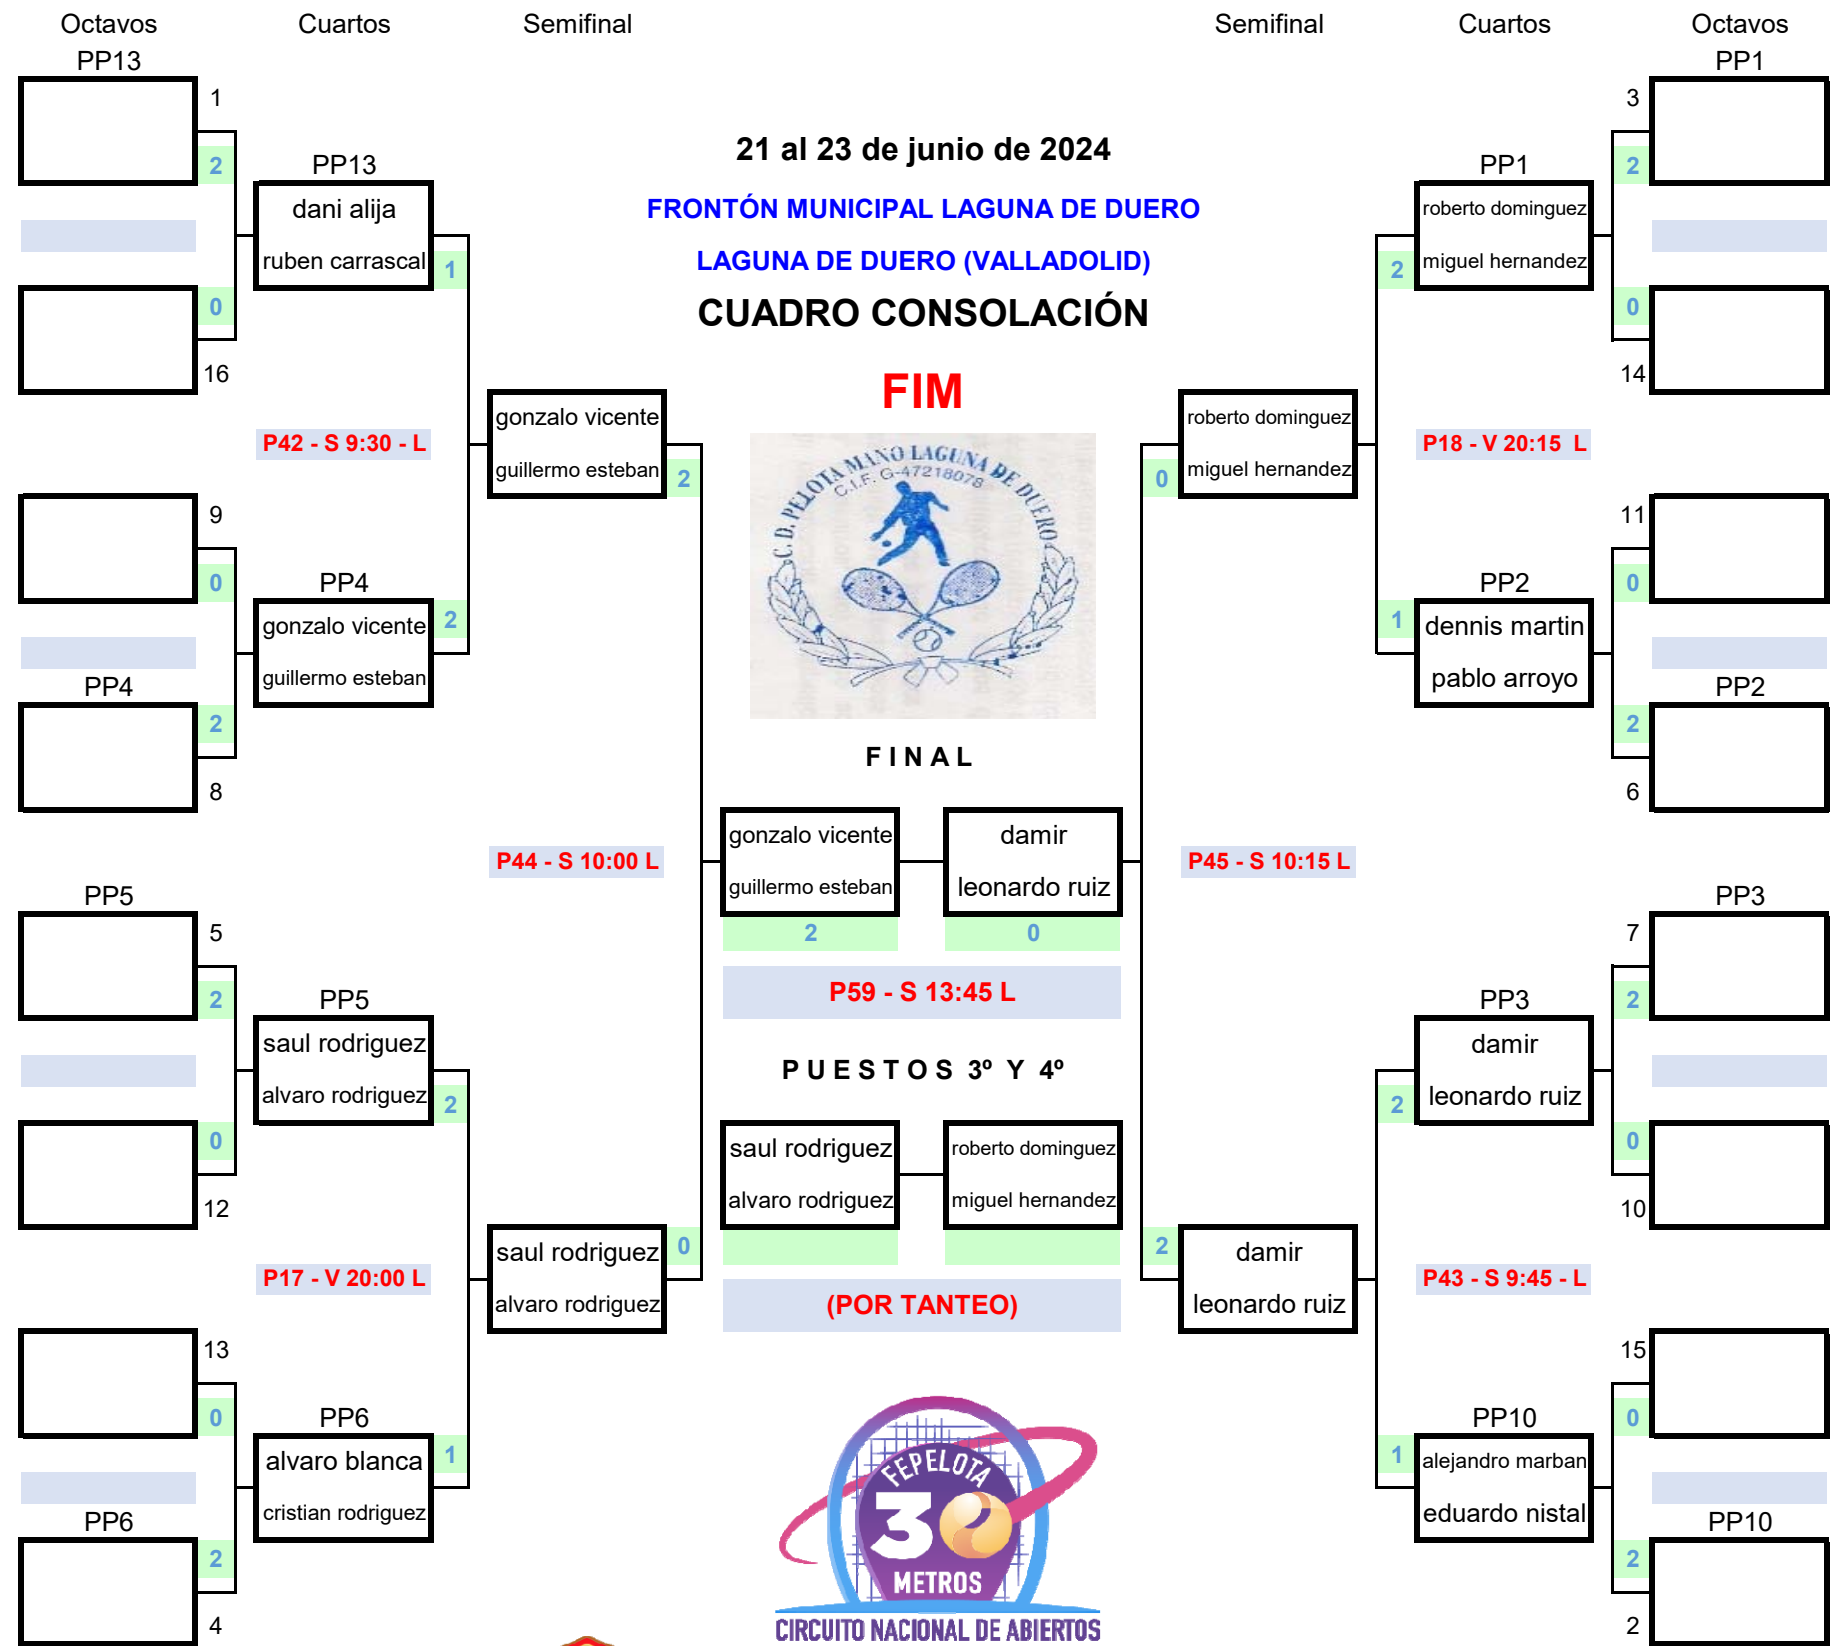 Octavos
Cuartos
Semifinal
Semifinal
Cuartos
Octavos
PP13
1
2
0
16
PP13
dani alija
ruben carrascal
1
P42 - S 9:30 - L
9
0
PP4
2
8
PP4
gonzalo vicente
guillermo esteban
2
gonzalo vicente
guillermo esteban
2
P44 - S 10:00 L
PP5
5
2
0
12
PP5
saul rodriguez
alvaro rodriguez
2
P17 - V 20:00 L
13
0
PP6
2
4
PP6
alvaro blanca
cristian rodriguez
1
saul rodriguez
alvaro rodriguez
0
21 al 23 de junio de 2024
FRONTÓN MUNICIPAL LAGUNA DE DUERO
LAGUNA DE DUERO (VALLADOLID)
CUADRO CONSOLACIÓN
FIM
C.D. PELOTA MANO LAGUNA DE DUERO
C.I.F. G-47218078
F I N A L
gonzalo vicente
guillermo esteban
2
damir
leonardo ruiz
0
P59 - S 13:45 L
P U E S T O S 3º Y 4º
saul rodriguez
alvaro rodriguez
roberto dominguez
miguel hernandez
(POR TANTEO)
FEPELOTA
30
METROS
CIRCUITO NACIONAL DE ABIERTOS
roberto dominguez
miguel hernandez
0
P45 - S 10:15 L
2
damir
leonardo ruiz
PP1
roberto dominguez
miguel hernandez
2
P18 - V 20:15 L
PP2
1
dennis martin
pablo arroyo
PP3
damir
leonardo ruiz
2
P43 - S 9:45 - L
PP10
1
alejandro marban
eduardo nistal
PP1
3
2
0
14
11
0
PP2
2
6
PP3
7
2
0
10
15
0
PP10
2
2